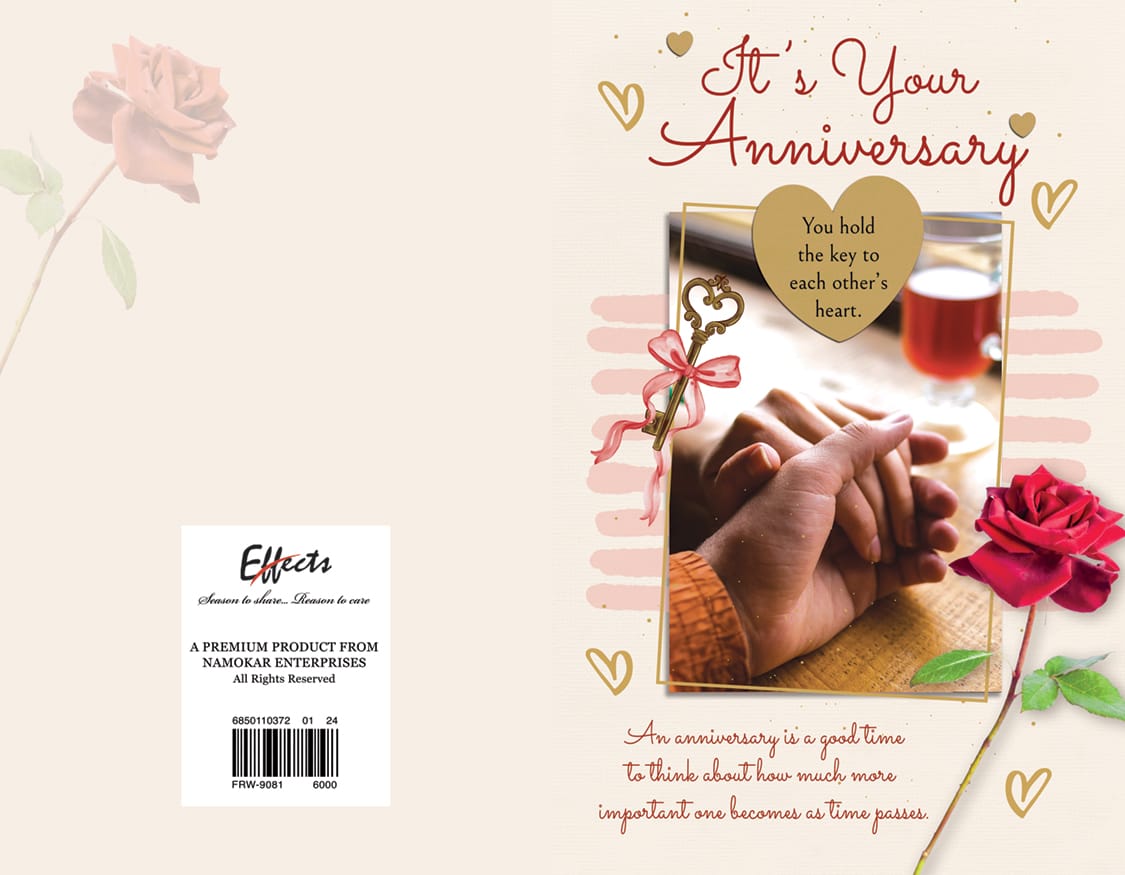 It's Your
Anniversary
You hold
the key to
each other's
heart.
An anniversary is a good time
to think about how much more
important one becomes as time passes.
Effects
Season to share... Reason to care
A PREMIUM PRODUCT FROM
NAMOKAR ENTERPRISES
All Rights Reserved
6850110372 01 24
FRW-9081 6000